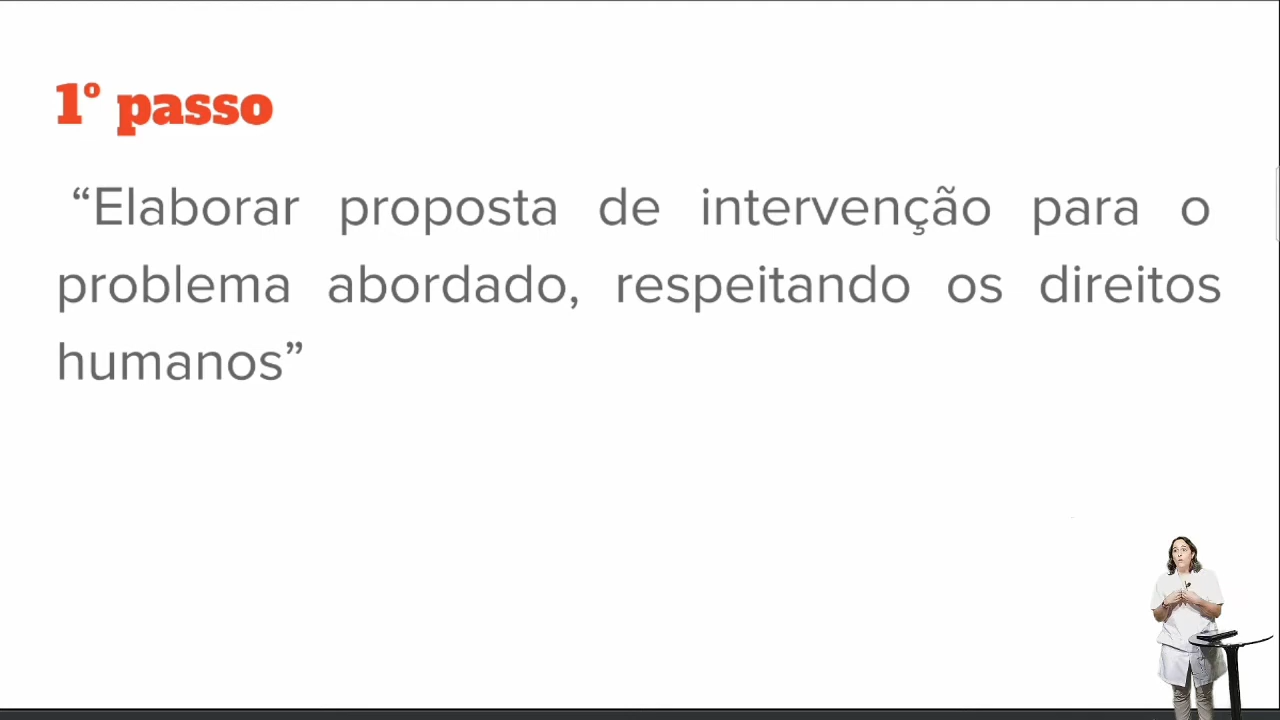 1º passo
“Elaborar proposta de intervenção para o
problema abordado, respeitando os direitos
humanos”